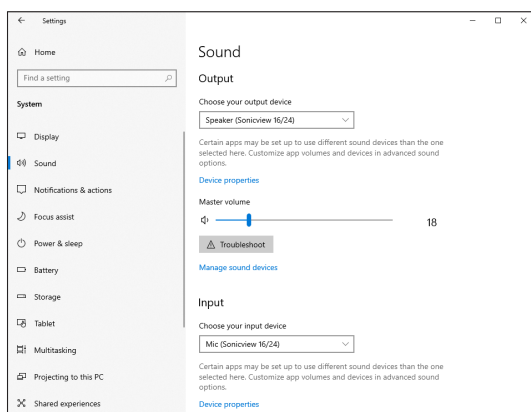 Settings
Home
Find a setting
System
Display
Sound
Notifications & actions
Focus assist
Power & sleep
Battery
Storage
Tablet
Multitasking
Projecting to this PC
Shared experiences
Sound
Output
Choose your output device
Speaker (Sonicview 16/24)
Certain apps may be set up to use different sound devices than the one
selected here. Customize app volumes and devices in advanced sound
options.
Device properties
Master volume
18
Troubleshoot
Manage sound devices
Input
Choose your input device
Mic (Sonicview 16/24)
Certain apps may be set up to use different sound devices than the one
selected here. Customize app volumes and devices in advanced sound
options.
Device properties